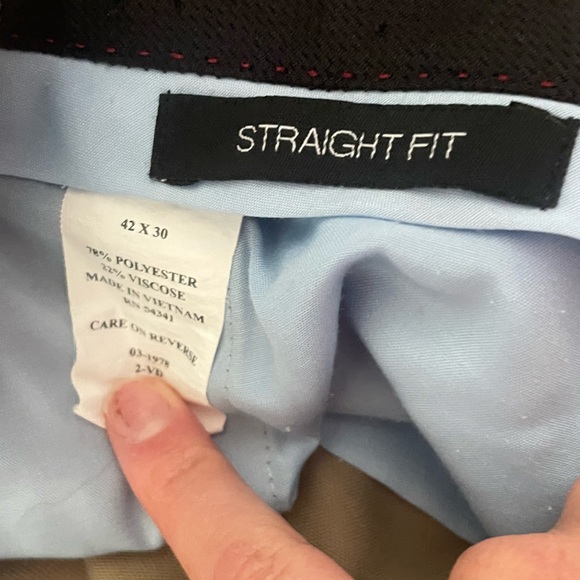 STRAIGHT FIT
42 X 30
78% POLYESTER
22% VISCOSE
MADE IN VIETNAM
RN 54341
CARE ON REVERSE
03-1978
2-VD